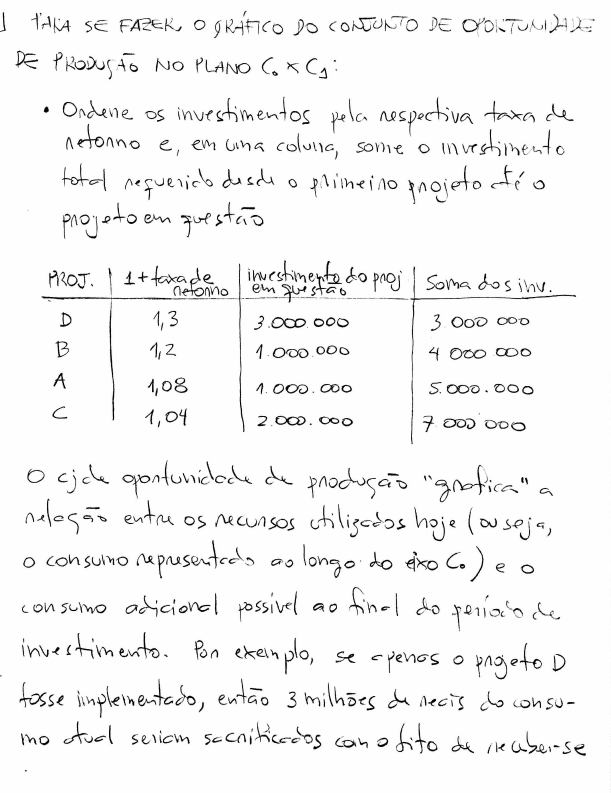 PARA SE FAZER O GRÁFICO DO CONJUNTO DE OPORTUNIDADE
DE PRODUÇÃO NO PLANO C₀ × C₁:
• Ordene os investimentos pela respectiva taxa de
retorno e, em uma coluna, some o investimento
total requerido desde o primeiro projeto até o
projeto em questão
PROJ. | 1 + taxa de retorno | investimento do proj em questão | Soma dos inv.
D | 1,3 | 3.000.000 | 3.000 000
B | 1,2 | 1.000.000 | 4 000 000
A | 1,08 | 1.000.000 | 5.000.000
C | 1,04 | 2.000.000 | 7 000 000
O cj de oportunidade de produção "grafica" a
relação entre os recursos utilizados hoje (ou seja,
o consumo representado ao longo do eixo C₀) e o
consumo adicional possível ao final do período de
investimento. Por exemplo, se apenas o projeto D
fosse implementado, então 3 milhões de reais do consu-
mo atual seriam sacrificados com o fito de receber-se